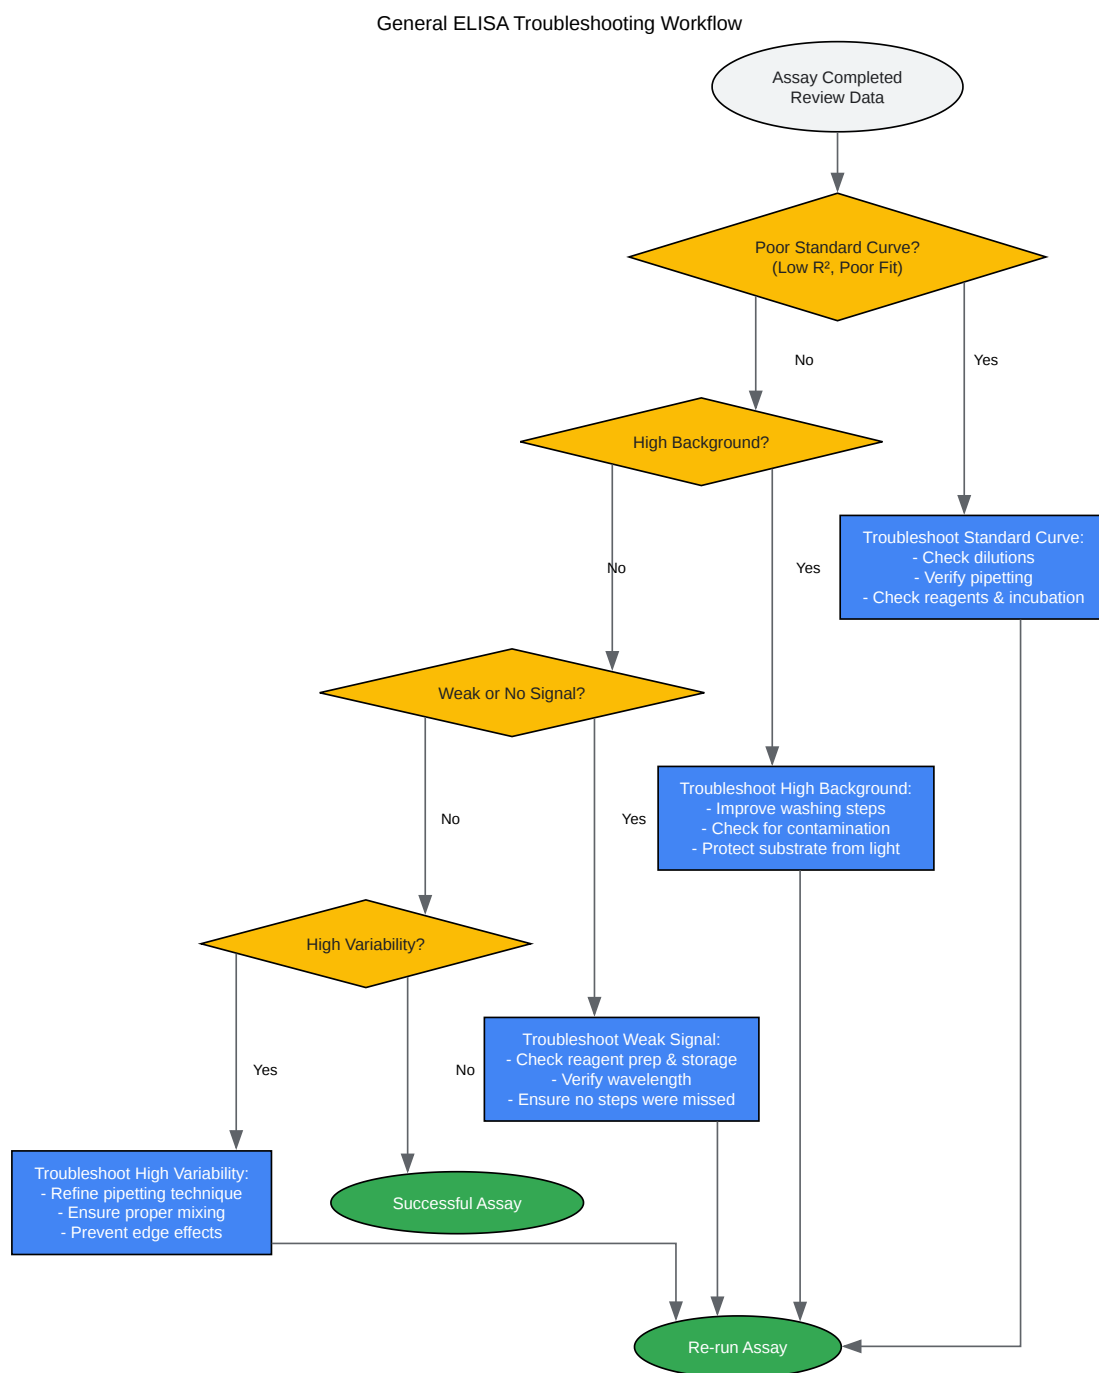 General ELISA Troubleshooting Workflow
Assay Completed
Review Data
Poor Standard Curve?
(Low R², Poor Fit)
No
Yes
High Background?
Troubleshoot Standard Curve:
- Check dilutions
- Verify pipetting
- Check reagents & incubation
No
Yes
Weak or No Signal?
Troubleshoot High Background:
- Improve washing steps
- Check for contamination
- Protect substrate from light
No
Yes
High Variability?
Troubleshoot Weak Signal:
- Check reagent prep & storage
- Verify wavelength
- Ensure no steps were missed
Yes
No
Troubleshoot High Variability:
- Refine pipetting technique
- Ensure proper mixing
- Prevent edge effects
Successful Assay
Re-run Assay